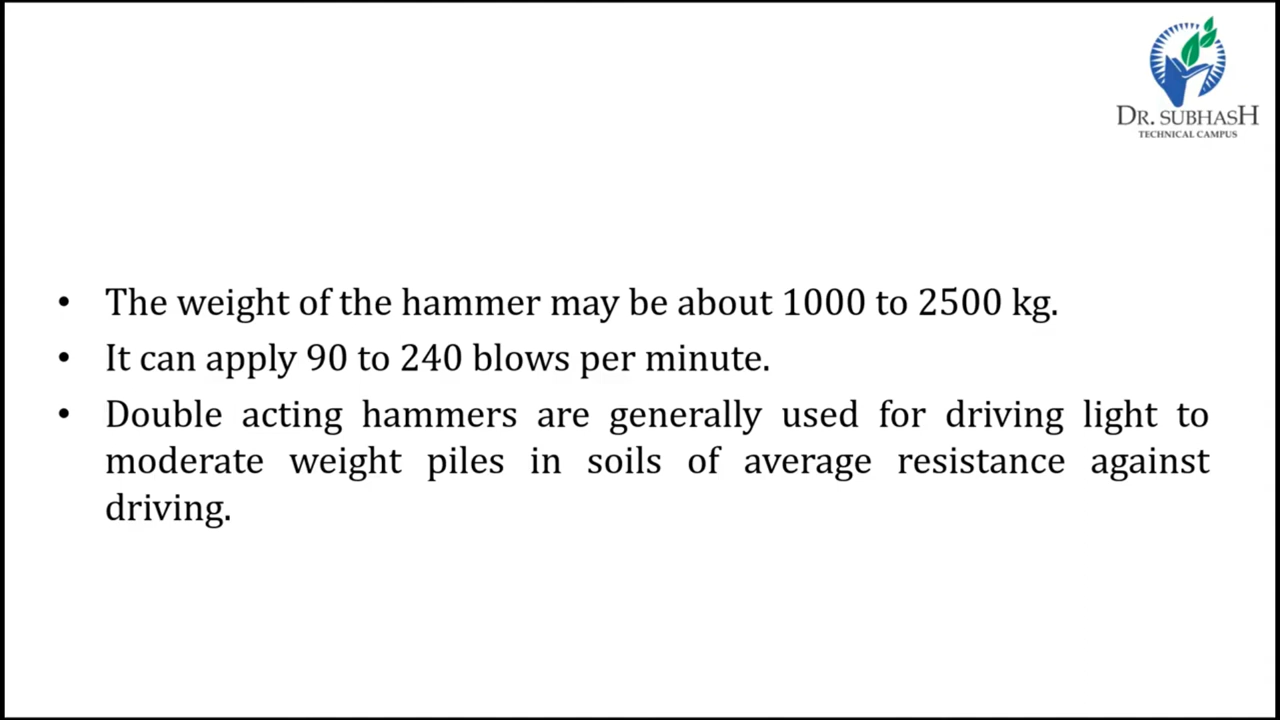 DR. SUBHASH
TECHNICAL CAMPUS
• The weight of the hammer may be about 1000 to 2500 kg.
• It can apply 90 to 240 blows per minute.
• Double acting hammers are generally used for driving light to
moderate weight piles in soils of average resistance against
driving.